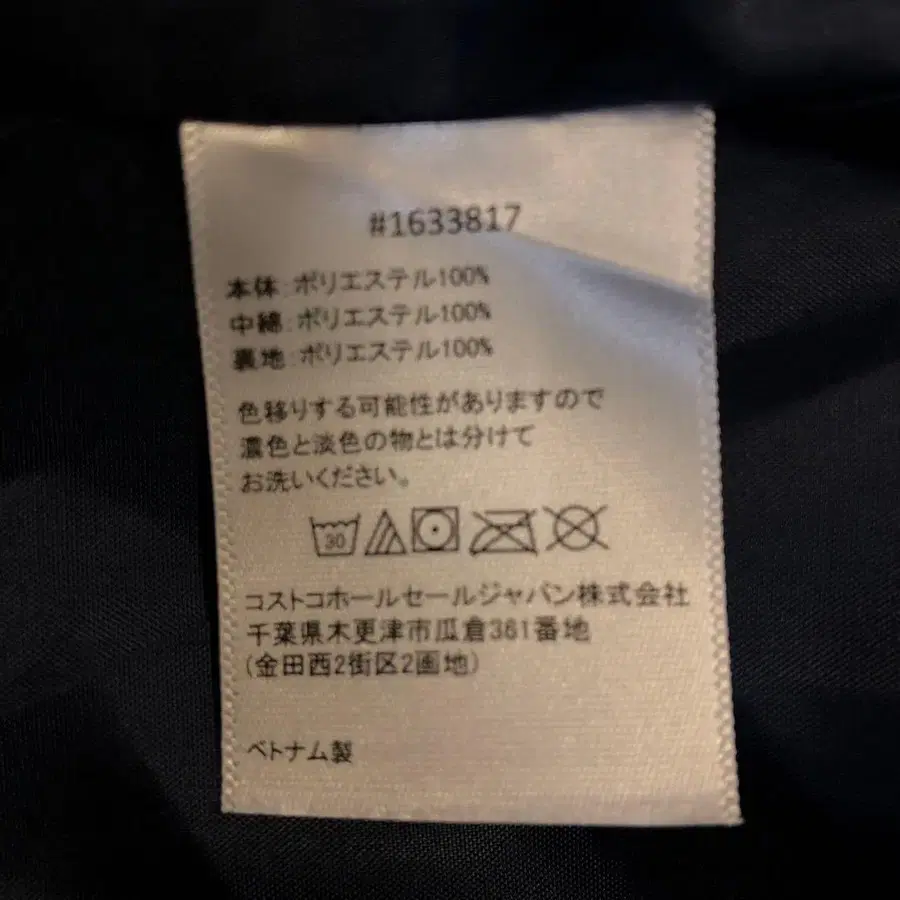 #1633817
本体:ポリエステル100%
中綿:ポリエステル100%
裏地:ポリエステル100%
色移りする可能性がありますので
濃色と淡色の物とは分けて
お洗いください。
30
コストコホールセールジャパン株式会社
千葉県木更津市瓜倉361番地
(金田西2街区2画地)
ベトナム製